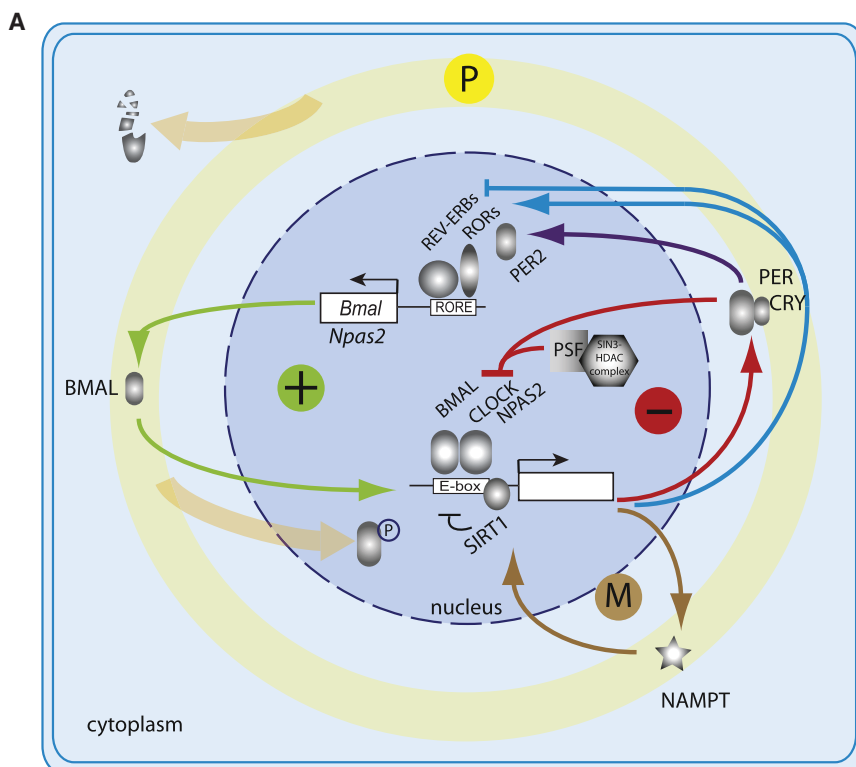 A
P
REV-ERBs
RORs
PER2
PER
CRY
Bmal
RORE
Npas2
PSF
SIN3-
HDAC
complex
BMAL
+
BMAL
CLOCK
NPAS2
−
E-box
P
SIRT1
M
nucleus
NAMPT
cytoplasm